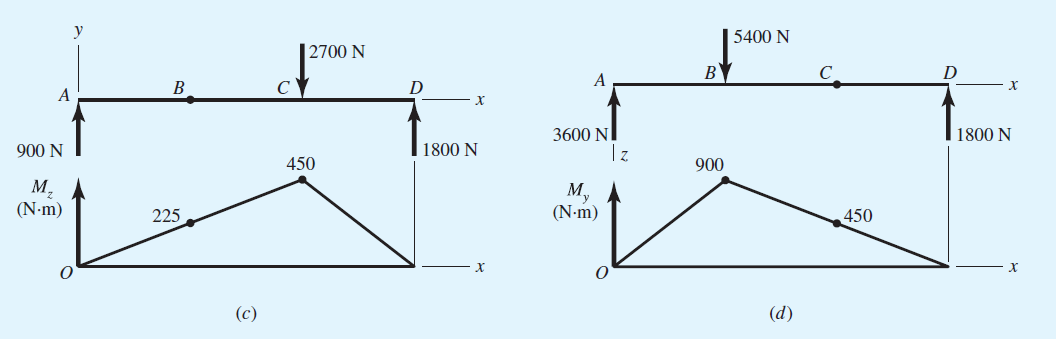 y
2700 N
A
B
C
D
x
900 N
1800 N
M_z
(N·m)
450
225
O
x
(c)
5400 N
A
B
C
D
x
3600 N
1800 N
z
M_y
(N·m)
900
450
O
x
(d)